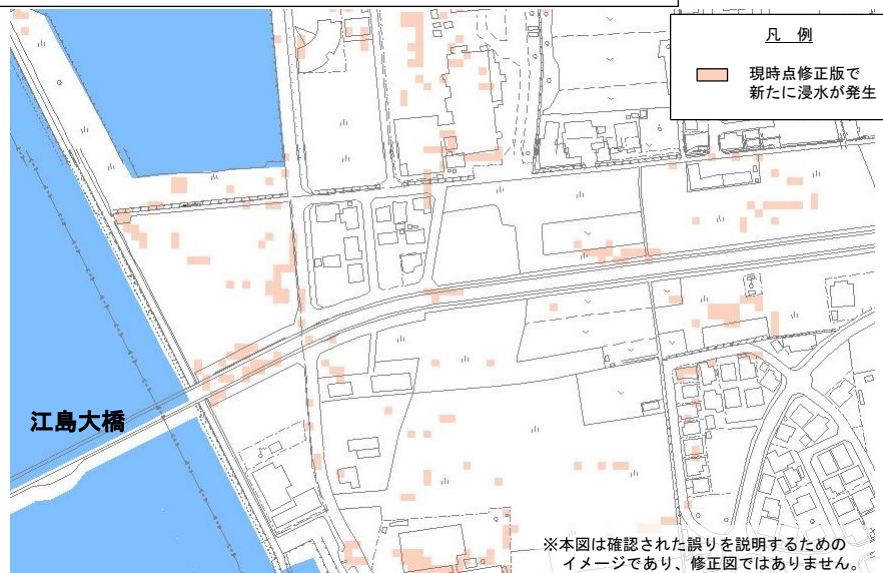 凡 例
現時点修正版で
新たに浸水が発生
江島大橋
※本図は確認された誤りを説明するための
イメージであり、修正図ではありません。